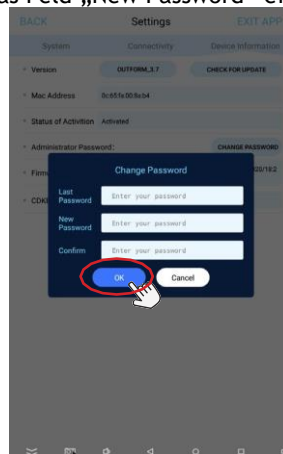 as Feld „New Password“ e
BACK Settings EXIT APP
System Connectivity Device Information
Version OUTFORM_3.7 CHECK FOR UPDATE
Mac Address
Status of Activition Activated
Administrator Password: CHANGE PASSWORD
Change Password
Last Password Enter your password
New Password Enter your password
Confirm Enter your password
OK Cancel